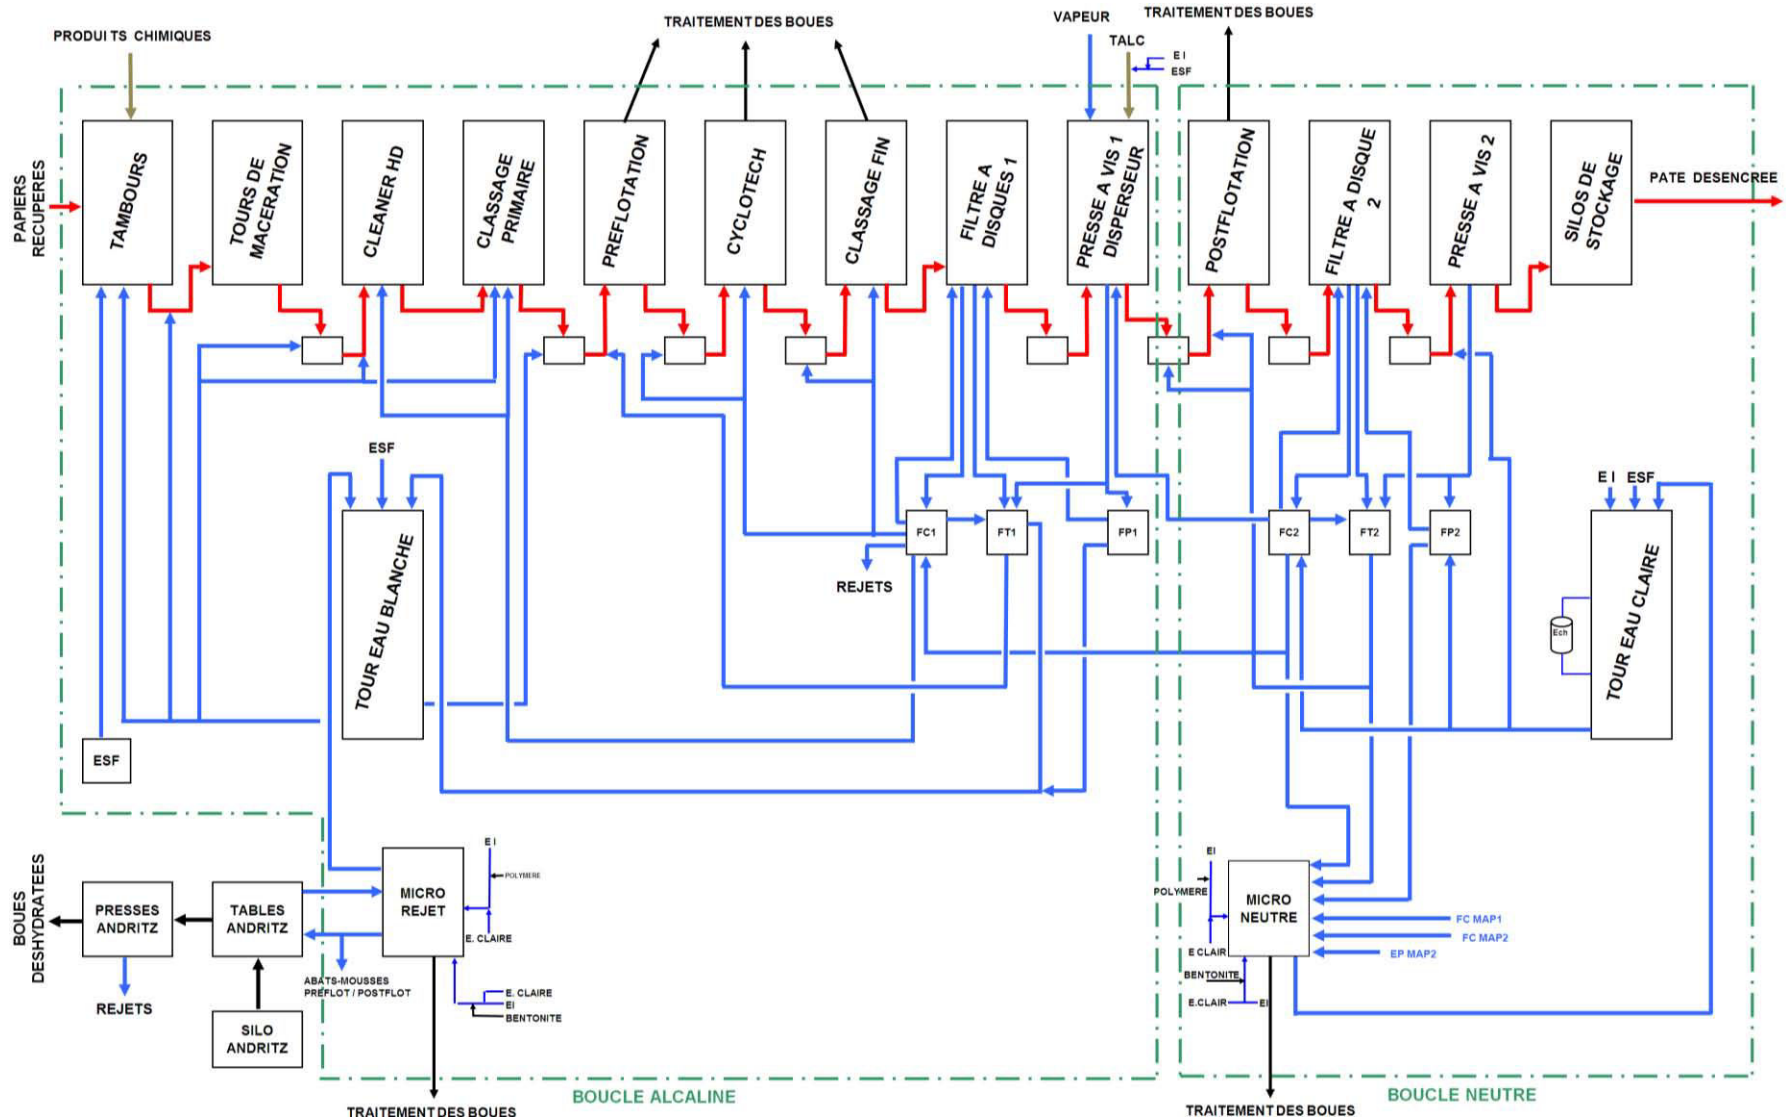 TRAITEMENT DES BOUES
VAPEUR
TRAITEMENT DES BOUES
PRODUITS CHIMIQUES
TALC
E I
ESF
PAPIERS
RECUPERES
TAMBOURS
TOURS DE
MACERATION
CLEANER HD
CLASSAGE
PRIMAIRE
PREFLOTATION
CYCLOTECH
CLASSAGE FIN
FILTRE A
DISQUES 1
PRESSE A VIS 1
DISPERSEUR
POSTFLOTATION
FILTRE A DISQUE
2
PRESSE A VIS 2
SILOS DE
STOCKAGE
PATE DESENCREE
ESF
TOUR EAU BLANCHE
FC1
FT1
FP1
REJETS
FC2
FT2
FP2
E I
ESF
TOUR EAU CLAIRE
Ech
ESF
BOUES
DESHYDRATEES
PRESSES
ANDRITZ
TABLES
ANDRITZ
REJETS
SILO
ANDRITZ
MICRO
REJET
E I
POLYMERE
E. CLAIRE
ABATS-MOUSSES
PREFLOT / POSTFLOT
E. CLAIRE
EI
BENTONITE
TRAITEMENT DES BOUES
BOUCLE ALCALINE
EI
POLYMERE
MICRO
NEUTRE
E CLAIR
BENTONITE
E.CLAIR
EI
FC MAP1
FC MAP2
EP MAP2
TRAITEMENT DES BOUES
BOUCLE NEUTRE